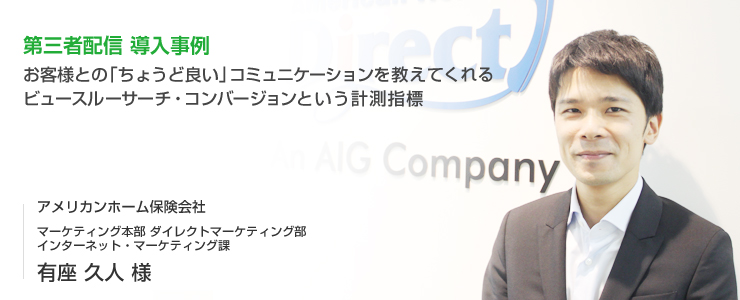 第三者配信 導入事例
お客様との「ちょうど良い」コミュニケーションを教えてくれる
ビュースルーサーチ・コンバージョンという計測指標
Direct
An AIG Company
アメリカンホーム保険会社
マーケティング本部 ダイレクトマーケティング部
インターネット・マーケティング課
有座 久人 様